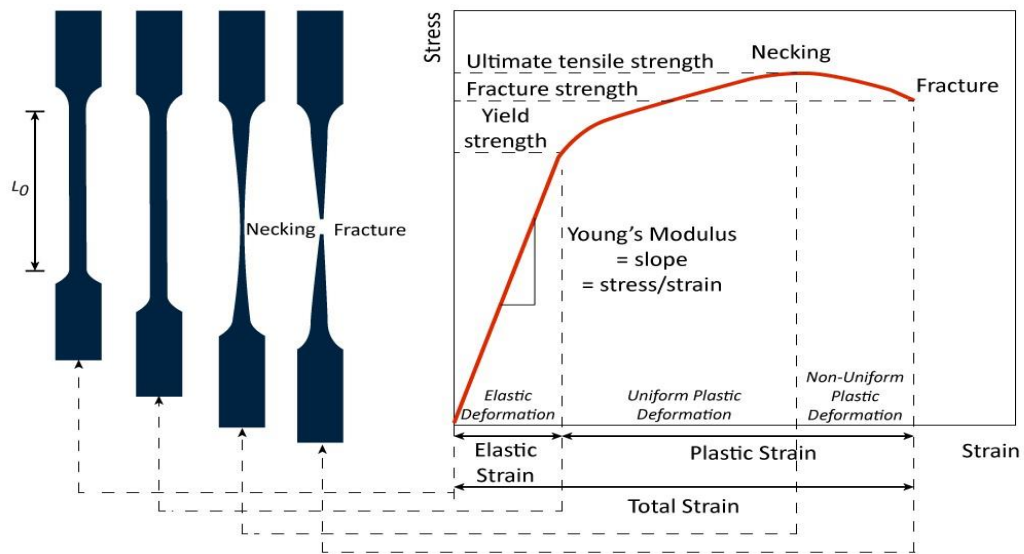 L0
Necking
Fracture
Stress
Ultimate tensile strength
Fracture strength
Yield
strength
Necking
Fracture
Young's Modulus
= slope
= stress/strain
Elastic
Deformation
Uniform Plastic
Deformation
Non-Uniform
Plastic
Deformation
Elastic
Strain
Plastic Strain
Strain
Total Strain